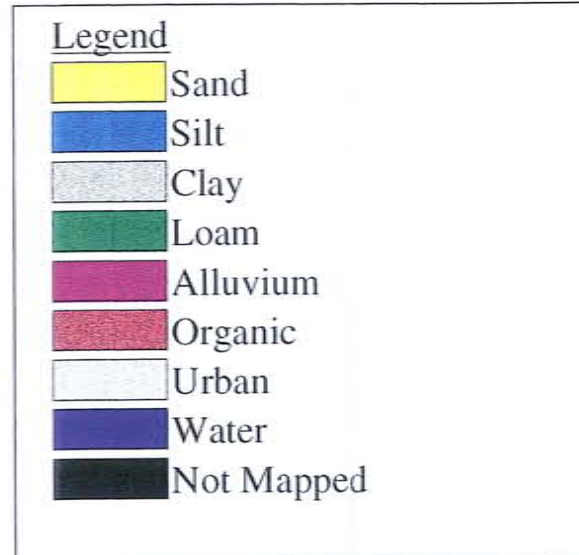 Legend
Sand
Silt
Clay
Loam
Alluvium
Organic
Urban
Water
Not Mapped